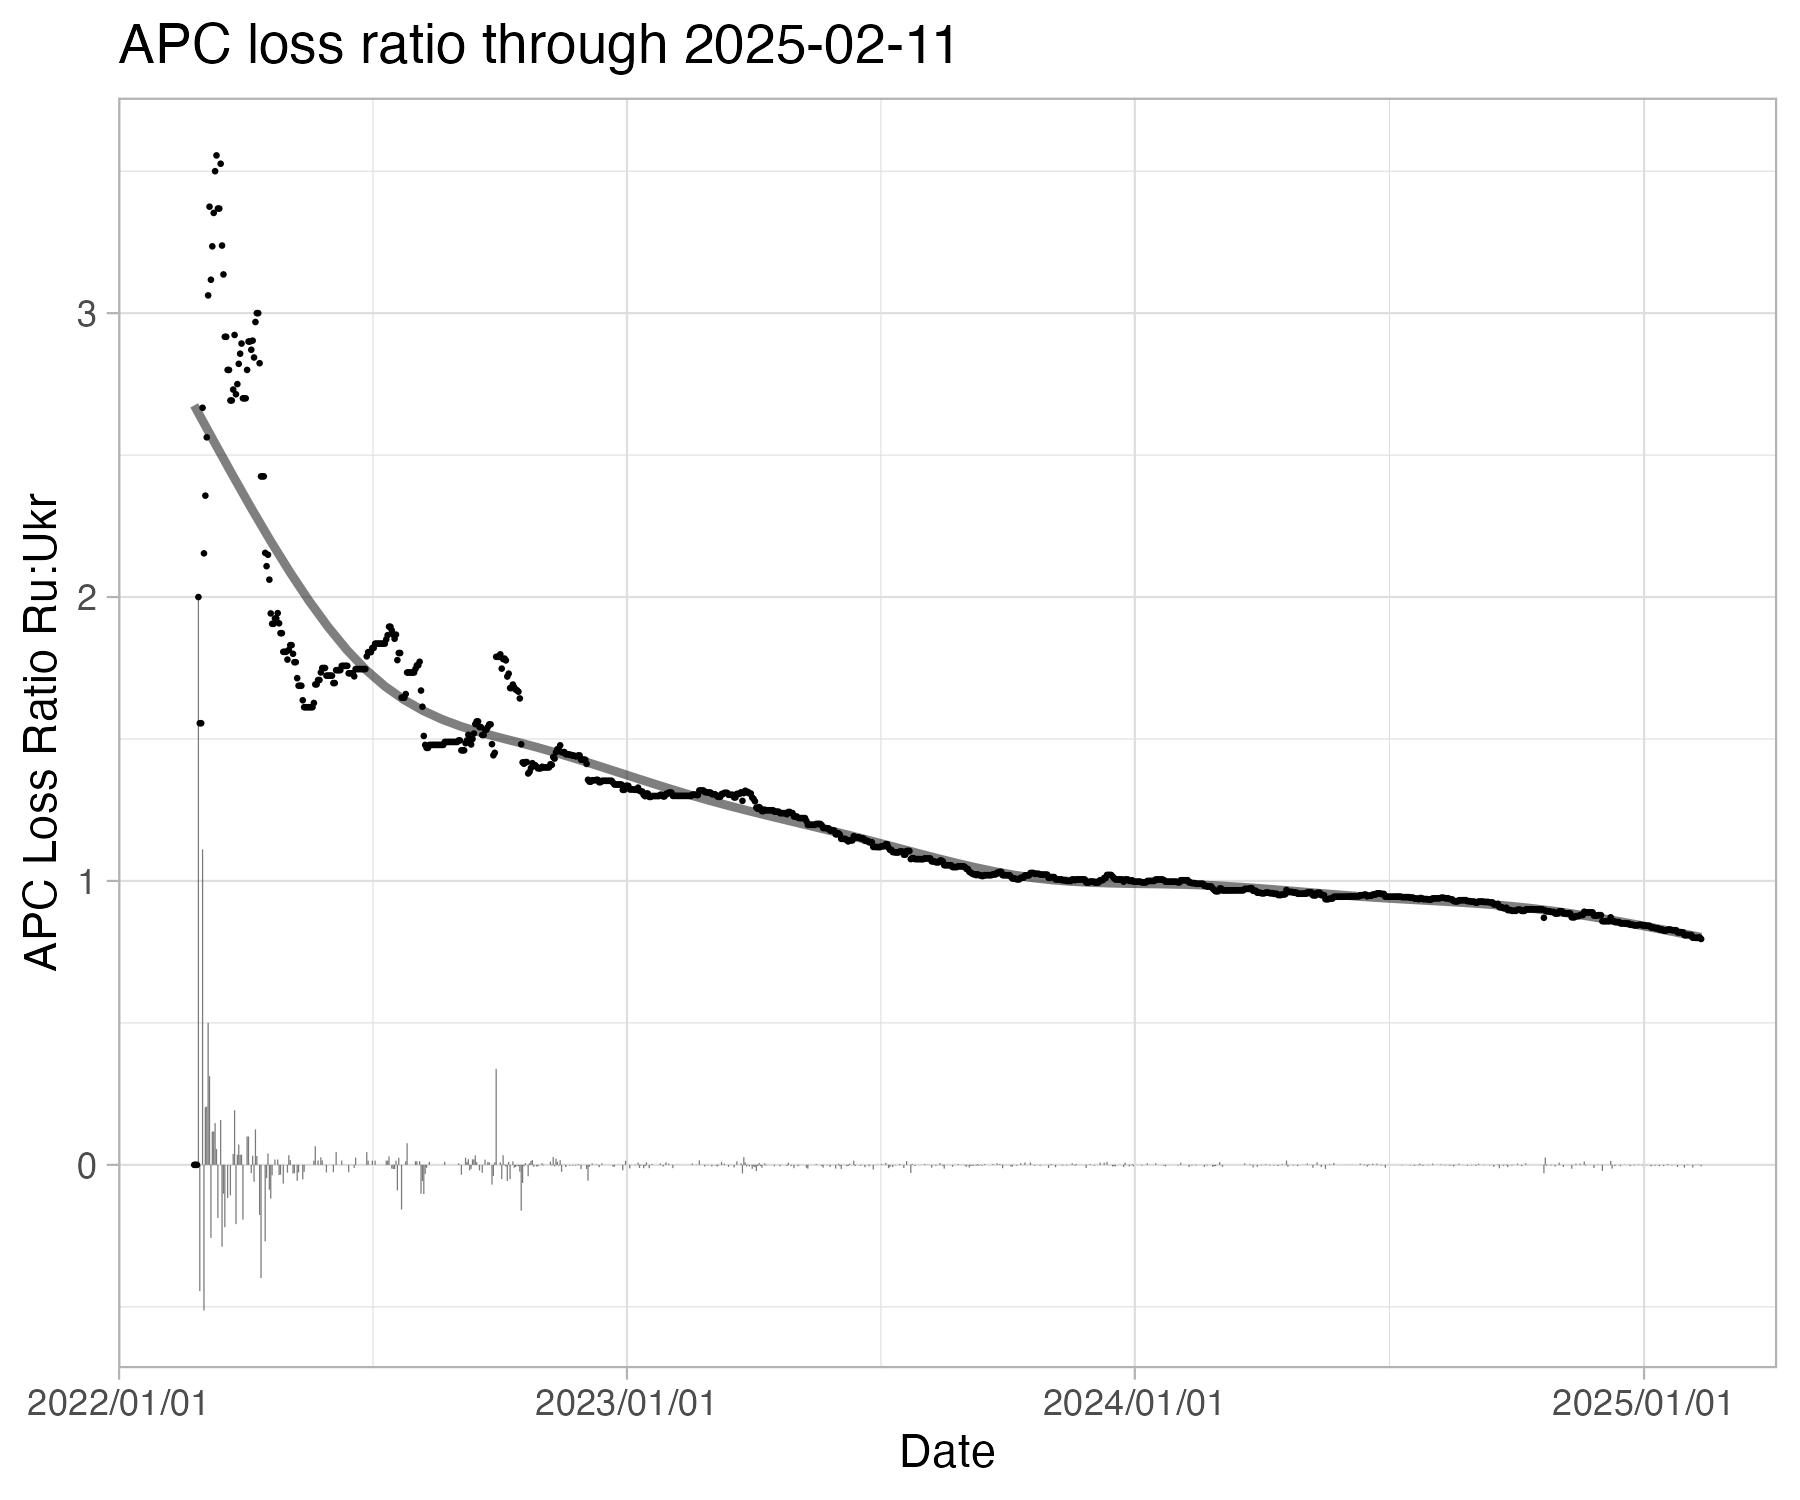 APC loss ratio through 2025-02-11
APC Loss Ratio Ru:Ukr
3
2
1
0
2022/01/01
2023/01/01
2024/01/01
2025/01/01
Date